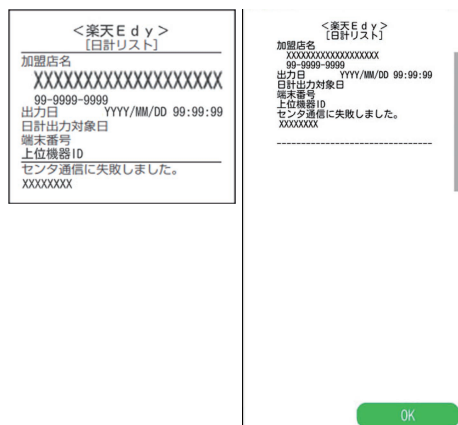 <楽天Ｅｄｙ>
[日計リスト]
加盟店名
XXXXXXXXXXXXXXXXXXX
99-9999-9999
出力日 YYYY/MM/DD 99:99:99
日計出力対象日
端末番号
上位機器ID
センタ通信に失敗しました。
XXXXXXXX
<楽天Ｅｄｙ>
[日計リスト]
加盟店名
XXXXXXXXXXXXXXXXXXX
99-9999-9999
出力日 YYYY/MM/DD 99:99:99
日計出力対象日
端末番号
上位機器ID
センタ通信に失敗しました。
XXXXXXXX
--------------------------------
OK